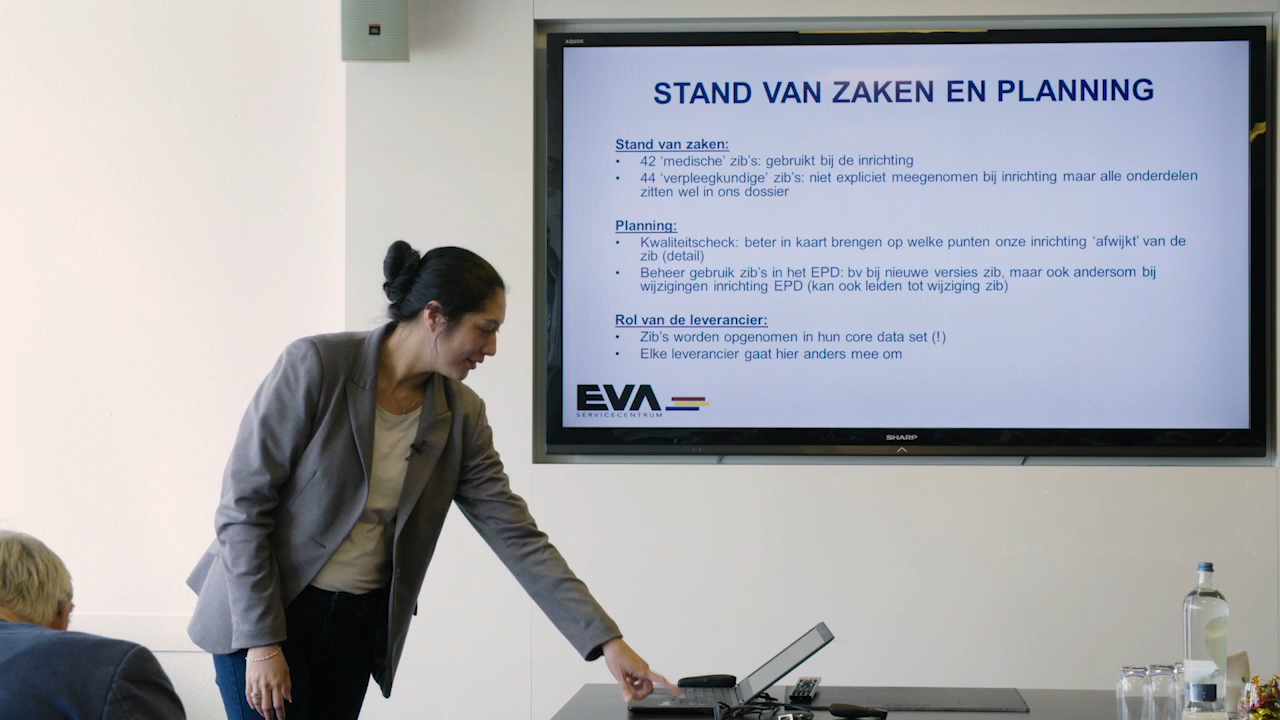 AQUOS
STAND VAN ZAKEN EN PLANNING
Stand van zaken:
• 42 ‘medische’ zib’s: gebruikt bij de inrichting
• 44 ‘verpleegkundige’ zib’s: niet expliciet meegenomen bij inrichting maar alle onderdelen
zitten wel in ons dossier
Planning:
• Kwaliteitscheck: beter in kaart brengen op welke punten onze inrichting ‘afwijkt’ van de
zib (detail)
• Beheer gebruik zib’s in het EPD: bv bij nieuwe versies zib, maar ook andersom bij
wijzigingen inrichting EPD (kan ook leiden tot wijziging zib)
Rol van de leverancier:
• Zib’s worden opgenomen in hun core data set (!)
• Elke leverancier gaat hier anders mee om
EVA
SERVICECENTRUM
SHARP